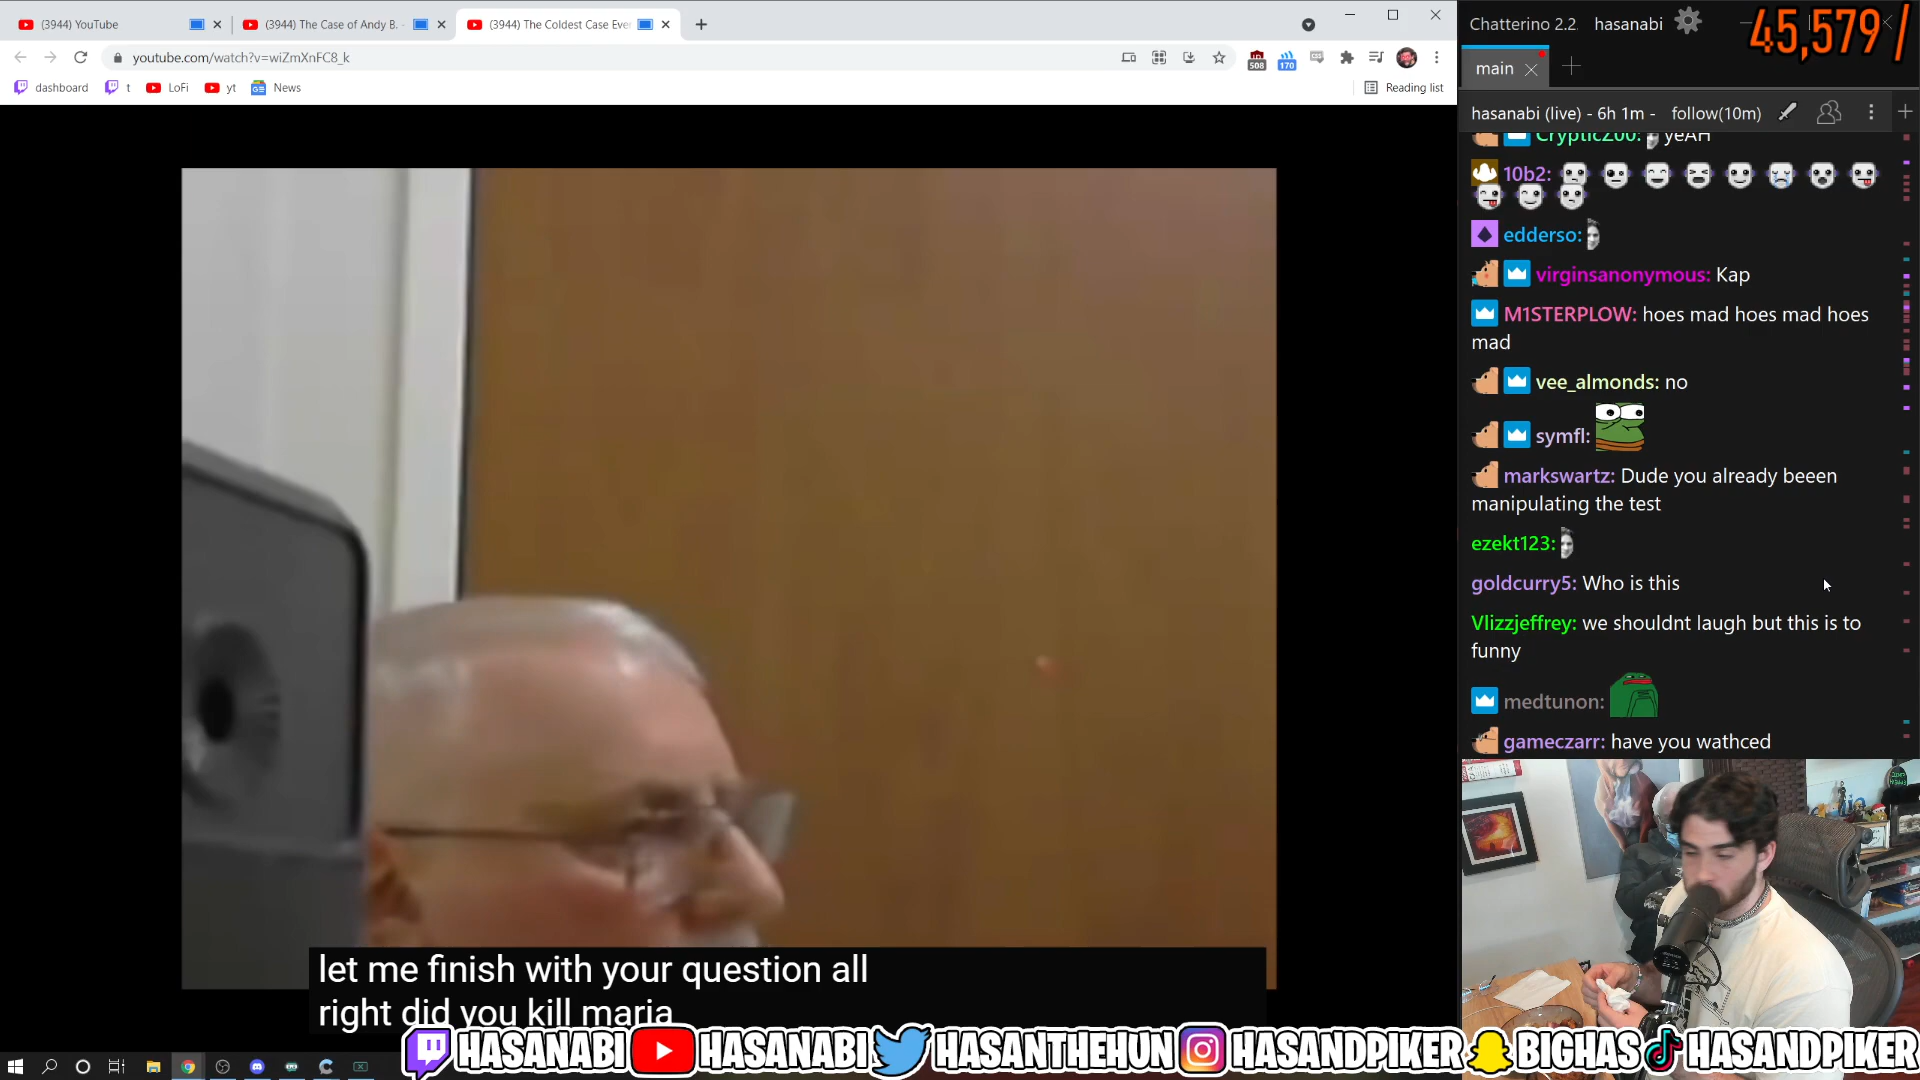 (3944) YouTube
(3944) The Case of Andy B.
(3944) The Coldest Case Ever
Chatterino 2.2
hasanabi
45,579 /
youtube.com/watch?v=wiZmXnFC8_k
508
170
main
dashboard
t
LoFi
yt
News
Reading list
hasanabi (live) - 6h 1m -
follow(10m)
CrypticZ00: yeAH
10b2:
edderso:
virginsanonymous: Kap
M1STERPLOW: hoes mad hoes mad hoes
mad
vee_almonds: no
symfl:
markswartz: Dude you already beeen
manipulating the test
ezekt123:
goldcurry5: Who is this
Vlizzjeffrey: we shouldnt laugh but this is to
funny
medtunon:
gameczarr: have you wathced
let me finish with your question all
right did you kill maria
HASANABI
HASANABI
HASANTHEHUN
HASANDPIKER
BIGHAS
HASANDPIKER